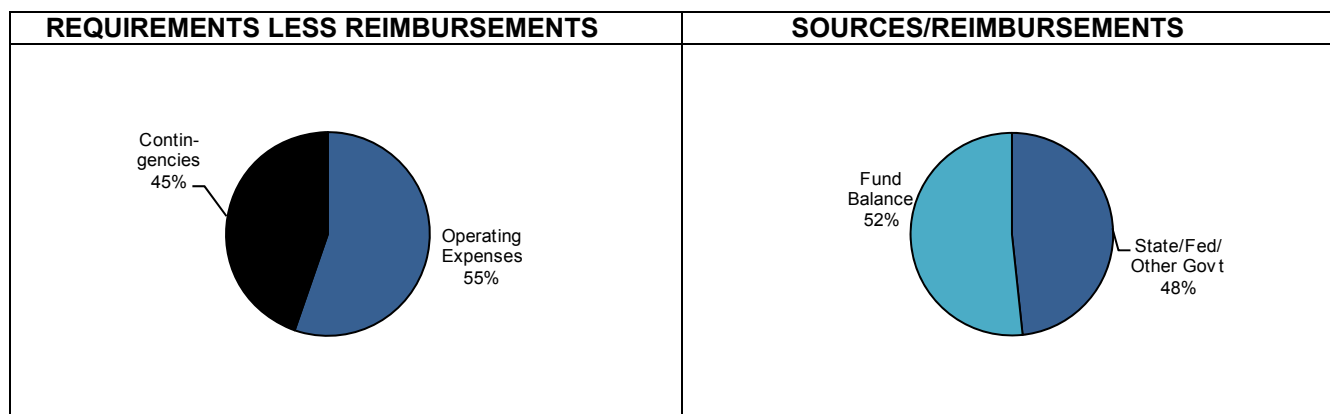 REQUIREMENTS LESS REIMBURSEMENTS
SOURCES/REIMBURSEMENTS
Contin-
gencies
45%
Operating
Expenses
55%
Fund
Balance
52%
State/Fed/
Other Govt
48%